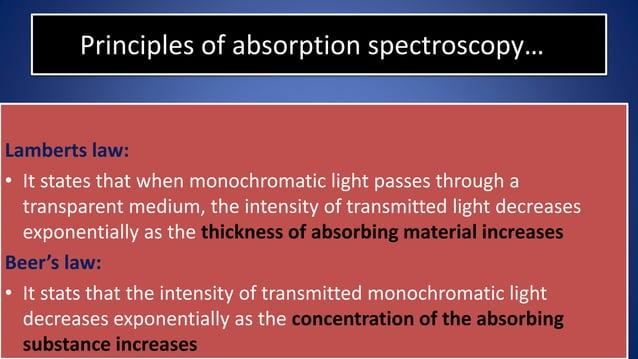 Principles of absorption spectroscopy...
Lamberts law:
• It states that when monochromatic light passes through a
transparent medium, the intensity of transmitted light decreases
exponentially as the thickness of absorbing material increases
Beer’s law:
• It stats that the intensity of transmitted monochromatic light
decreases exponentially as the concentration of the absorbing
substance increases